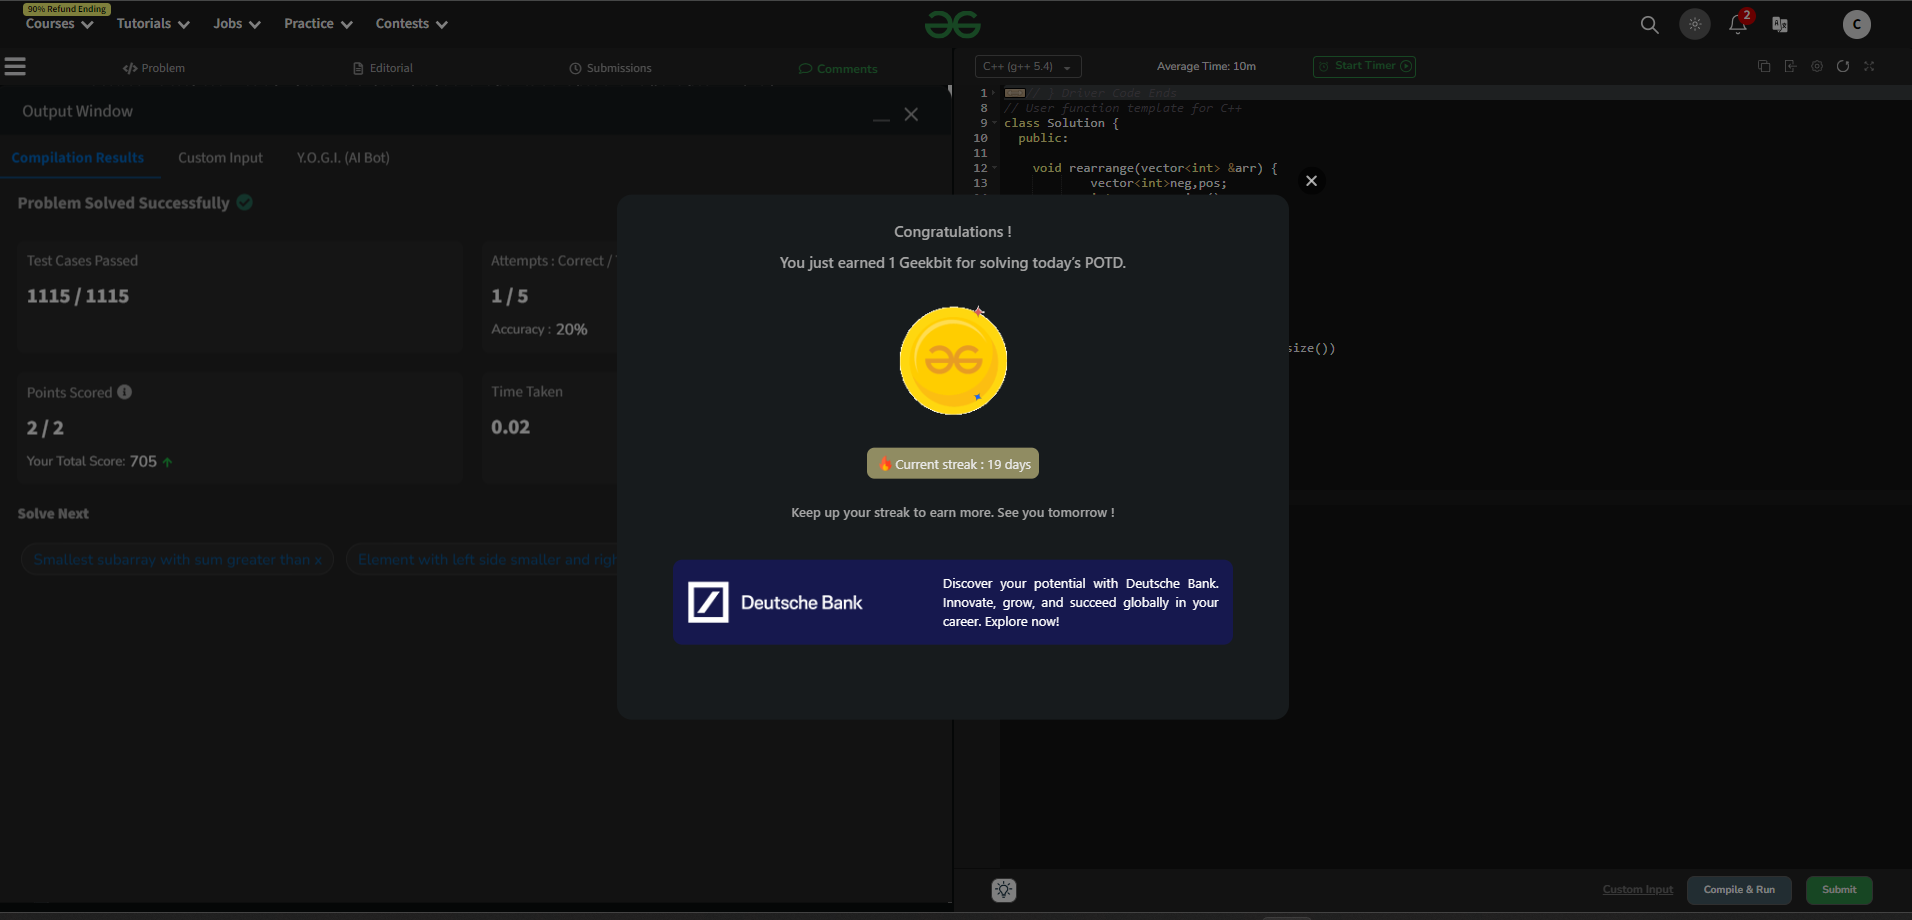 90% Refund Ending
Courses Tutorials Jobs Practice Contests
2
C
Problem Editorial Submissions Comments
C++ (g++ 5.4) Average Time: 10m Start Timer
Output Window
Compilation Results Custom Input Y.O.G.I. (AI Bot)
Problem Solved Successfully
Test Cases Passed
1115 / 1115
Attempts : Correct /
1 / 5
Accuracy : 20%
Points Scored
2 / 2
Your Total Score: 705
Time Taken
0.02
Solve Next
Smallest subarray with sum greater than x
Element with left side smaller and
1 // } Driver Code Ends
8 // User function template for C++
9 class Solution {
10 public:
11
12 void rearrange(vector<int> &arr) {
13 vector<int>neg,pos;
size())
Congratulations !
You just earned 1 Geekbit for solving today's POTD.
Current streak : 19 days
Keep up your streak to earn more. See you tomorrow !
Deutsche Bank
Discover your potential with Deutsche Bank.
Innovate, grow, and succeed globally in your
career. Explore now!
Custom Input Compile & Run Submit